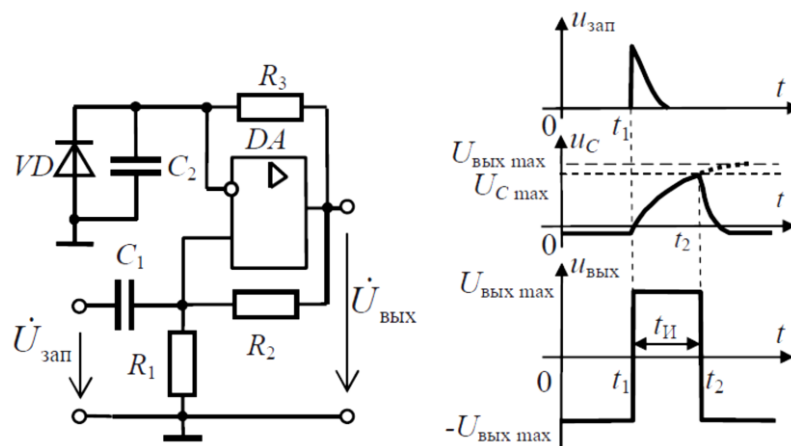 R3
DA
VD
C2
C1
U̇вых
U̇зап
R1
R2
uзап
t
0
t1
uC
Uвых max
UC max
t
0
t2
uвых
Uвых max
tИ
t
0
t1
t2
-Uвых max